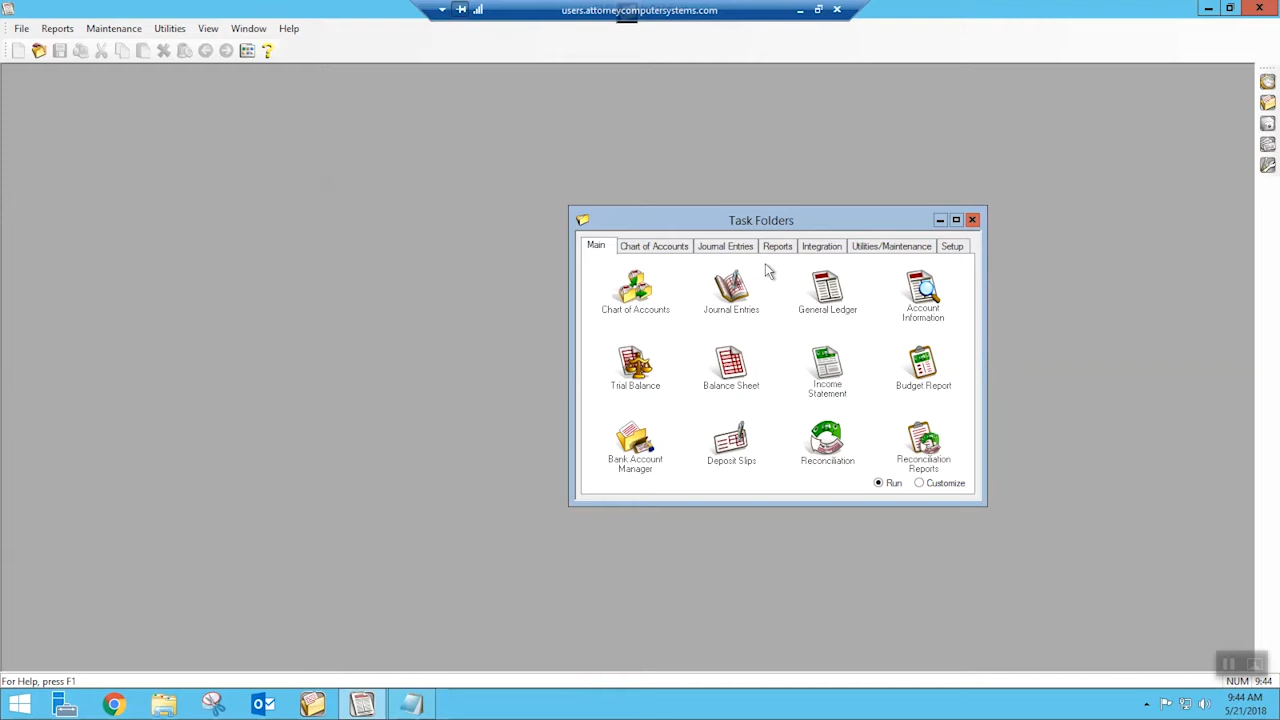 users.attorneycomputersystems.com
File Reports Maintenance Utilities View Window Help
Task Folders
Main Chart of Accounts Journal Entries Reports Integration Utilities/Maintenance Setup
Chart of Accounts
Journal Entries
General Ledger
Account
Information
Trial Balance
Balance Sheet
Income
Statement
Budget Report
Bank Account
Manager
Deposit Slips
Reconciliation
Reconciliation
Reports
Run Customize
For Help, press F1
NUM 9:44
9:44 AM
5/21/2018